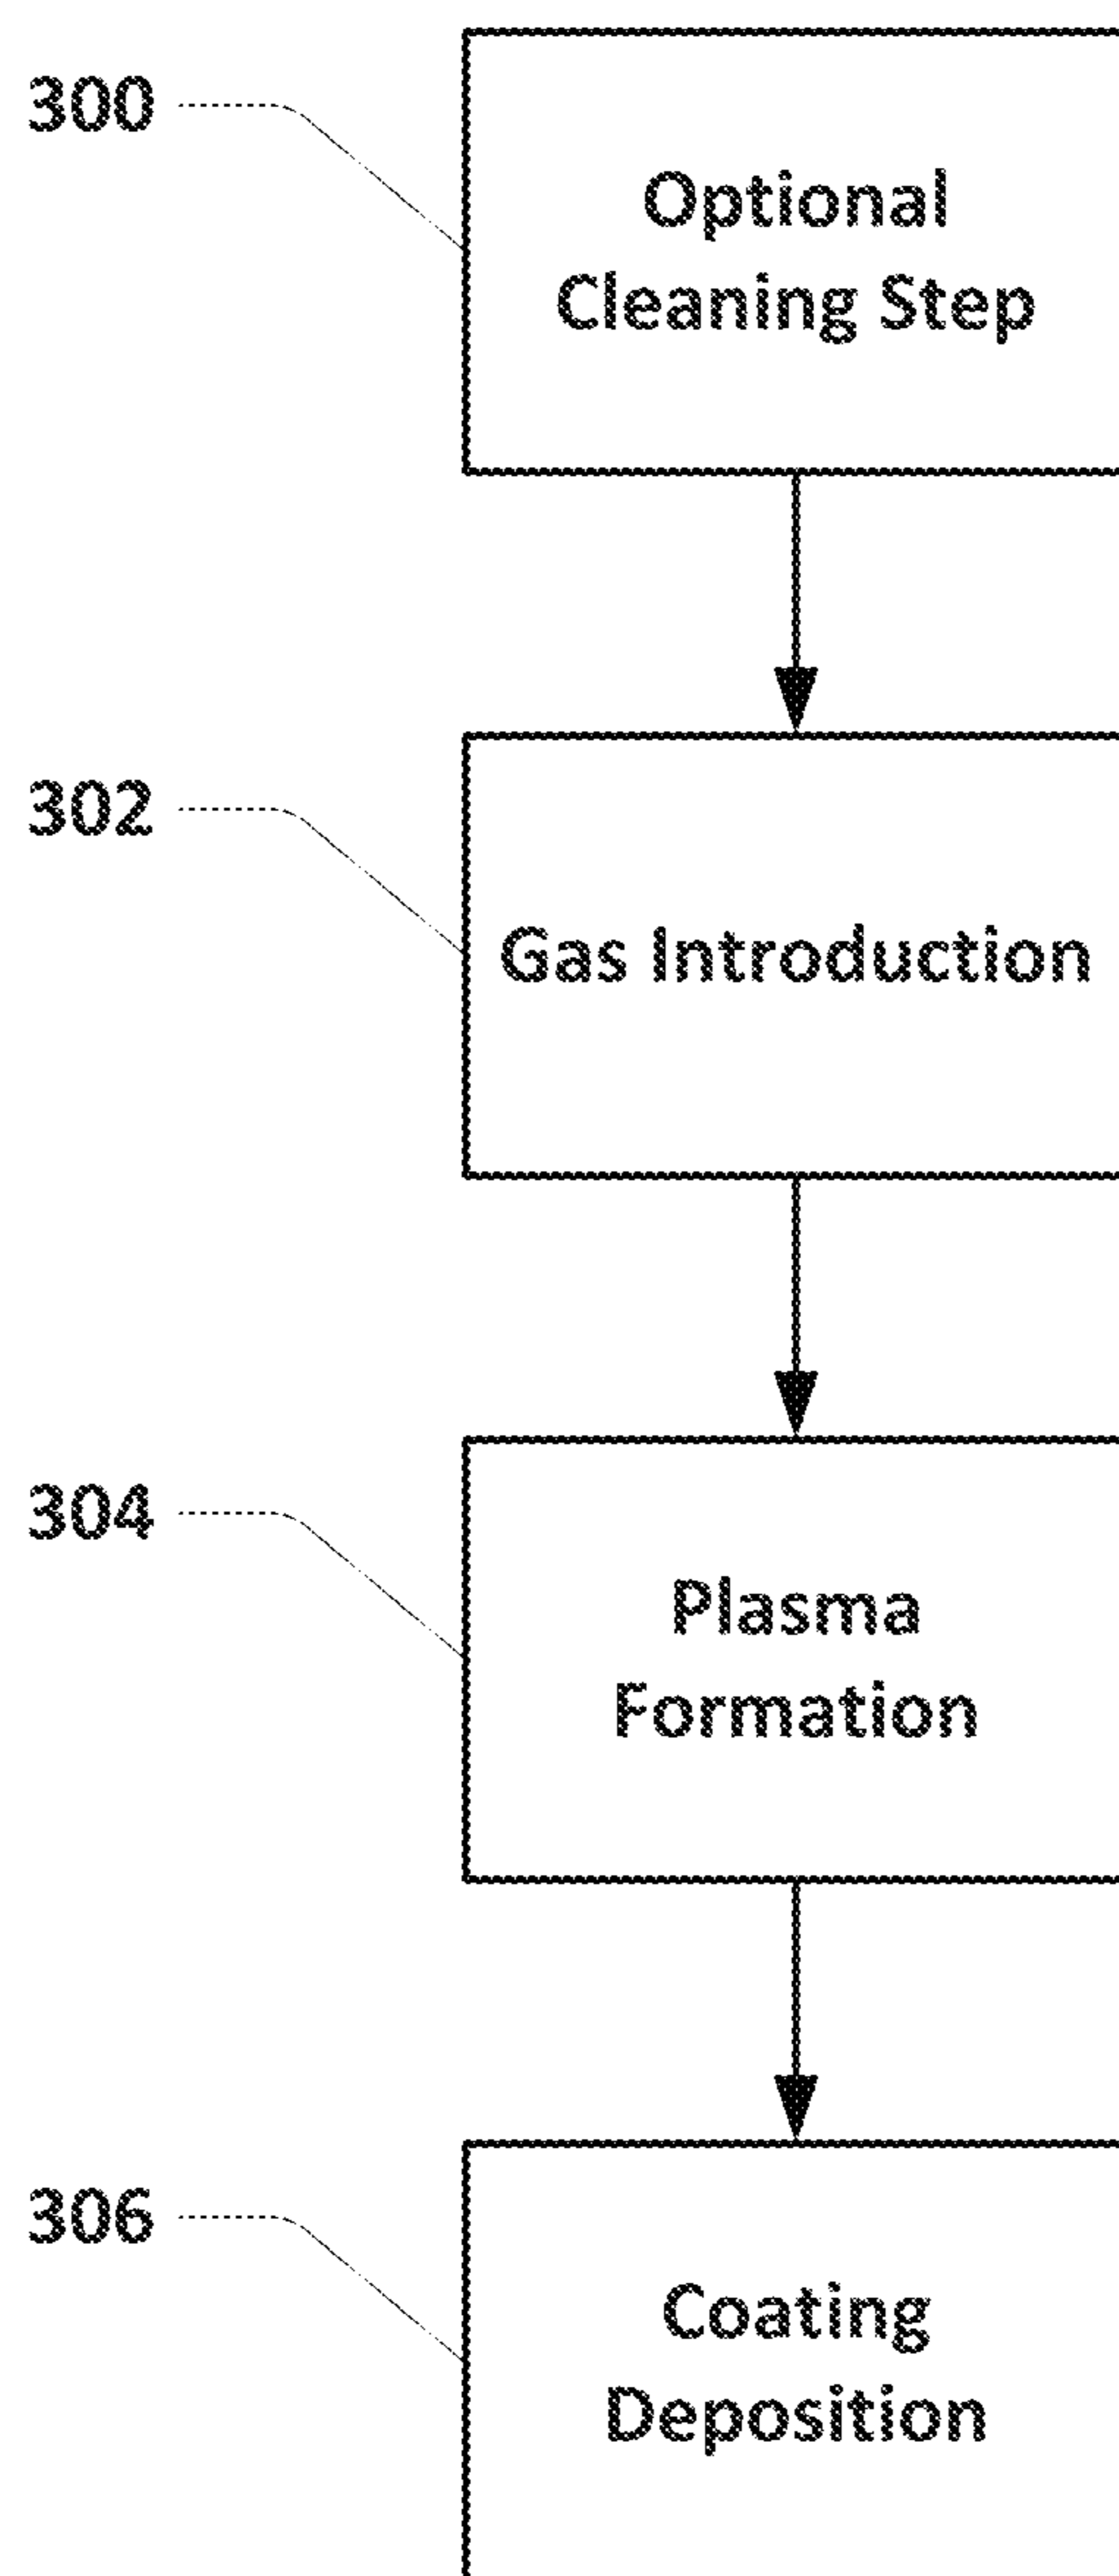 300
Optional
Cleaning Step
302
Gas Introduction
304
Plasma
Formation
306
Coating
Deposition